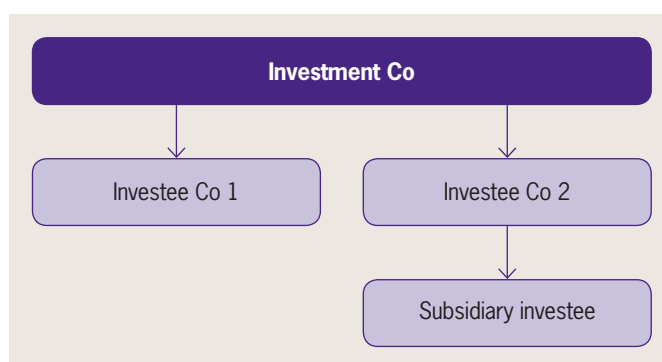 Investment Co
Investee Co 1
Investee Co 2
Subsidiary investee